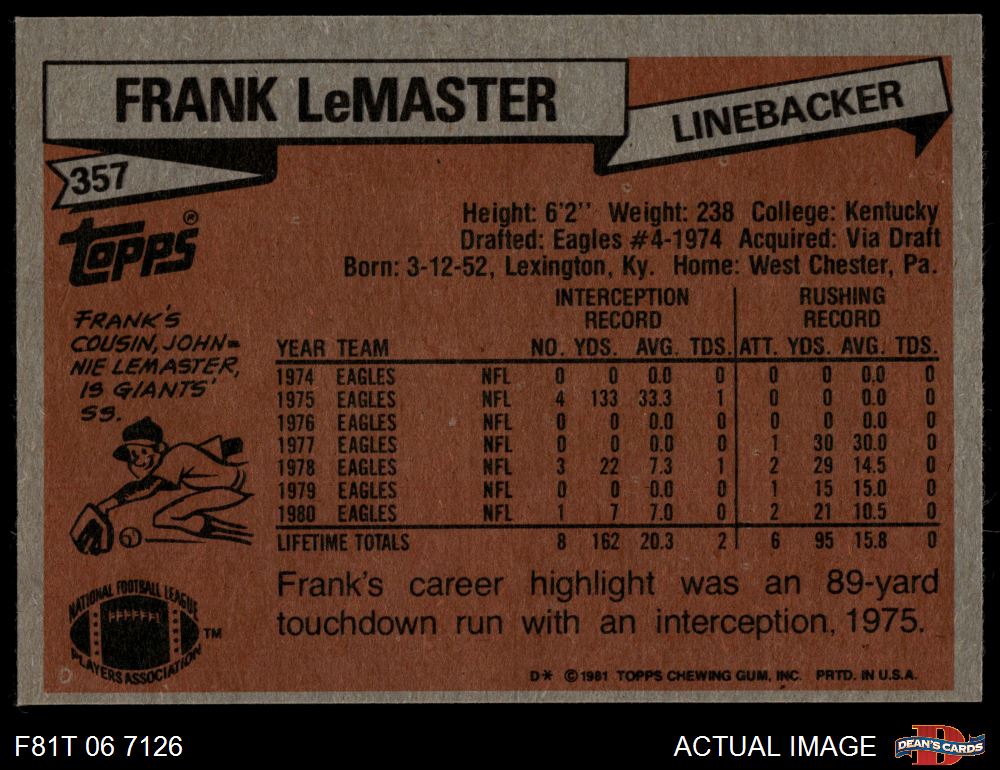 FRANK LeMASTER
LINEBACKER
357
TOPPS®
Height: 6'2'' Weight: 238 College: Kentucky
Drafted: Eagles #4-1974 Acquired: Via Draft
Born: 3-12-52, Lexington, Ky. Home: West Chester, Pa.
FRANK'S
COUSIN, JOHN-
NIE LEMASTER,
IS GIANTS'
SS.
INTERCEPTION RUSHING
RECORD RECORD
YEAR TEAM NO. YDS. AVG. TDS. ATT. YDS. AVG. TDS.
1974 EAGLES NFL 0 0 0.0 0 0 0 0.0 0
1975 EAGLES NFL 4 133 33.3 1 0 0 0.0 0
1976 EAGLES NFL 0 0 0.0 0 0 0 0.0 0
1977 EAGLES NFL 0 0 0.0 0 1 30 30.0 0
1978 EAGLES NFL 3 22 7.3 1 2 29 14.5 0
1979 EAGLES NFL 0 0 0.0 0 1 15 15.0 0
1980 EAGLES NFL 1 7 7.0 0 2 21 10.5 0
LIFETIME TOTALS 8 162 20.3 2 6 95 15.8 0
Frank's career highlight was an 89-yard
touchdown run with an interception, 1975.
NATIONAL FOOTBALL LEAGUE
PLAYERS ASSOCIATION
TM
D* ©1981 TOPPS CHEWING GUM, INC. PRTD. IN U.S.A.
F81T 06 7126
ACTUAL IMAGE
D
DEAN'S CARDS